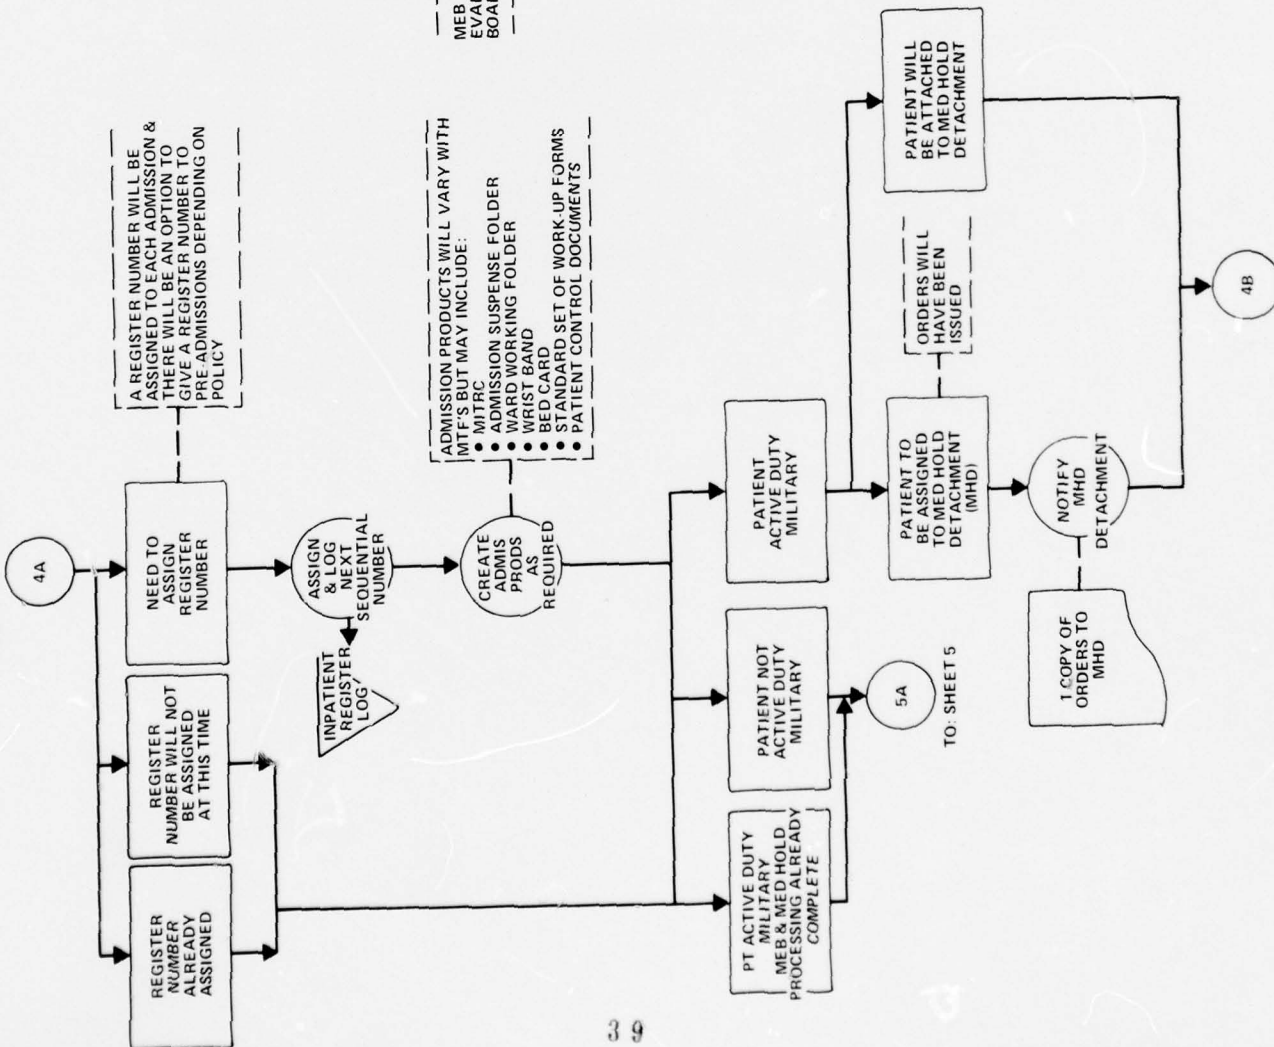 4A
REGISTER
NUMBER
ALREADY
ASSIGNED
REGISTER
NUMBER WILL NOT
BE ASSIGNED
AT THIS TIME
NEED TO
ASSIGN
REGISTER
NUMBER
A REGISTER NUMBER WILL BE
ASSIGNED TO EACH ADMISSION &
THERE WILL BE AN OPTION TO
GIVE A REGISTER NUMBER TO
PRE-ADMISSIONS DEPENDING ON
POLICY
ASSIGN
& LOG
NEXT
SEQUENTIAL
NUMBER
INPATIENT
REGISTER
LOG
CREATE
ADMIS
PRODS
AS
REQUIRED
ADMISSION PRODUCTS WILL VARY WITH
MTF'S BUT MAY INCLUDE:
• MITRC
• ADMISSION SUSPENSE FOLDER
• WARD WORKING FOLDER
• WRIST BAND
• BED CARD
• STANDARD SET OF WORK-UP FORMS
• PATIENT CONTROL DOCUMENTS
MEB
PT ACTIVE DUTY
MILITARY
MEB & MED HOLD
PROCESSING ALREADY
COMPLETE
PATIENT NOT
ACTIVE DUTY
MILITARY
PATIENT
ACTIVE DUTY
MILITARY
5A
TO: SHEET 5
PATIENT TO
BE ASSIGNED
TO MED HOLD
DETACHMENT
(MHD)
ORDERS WILL
HAVE BEEN
ISSUED
PATIENT WILL
BE ATTACHED
TO MED HOLD
DETACHMENT
1 COPY OF
ORDERS TO
MHD
NOTIFY
MHD
DETACHMENT
4B
39